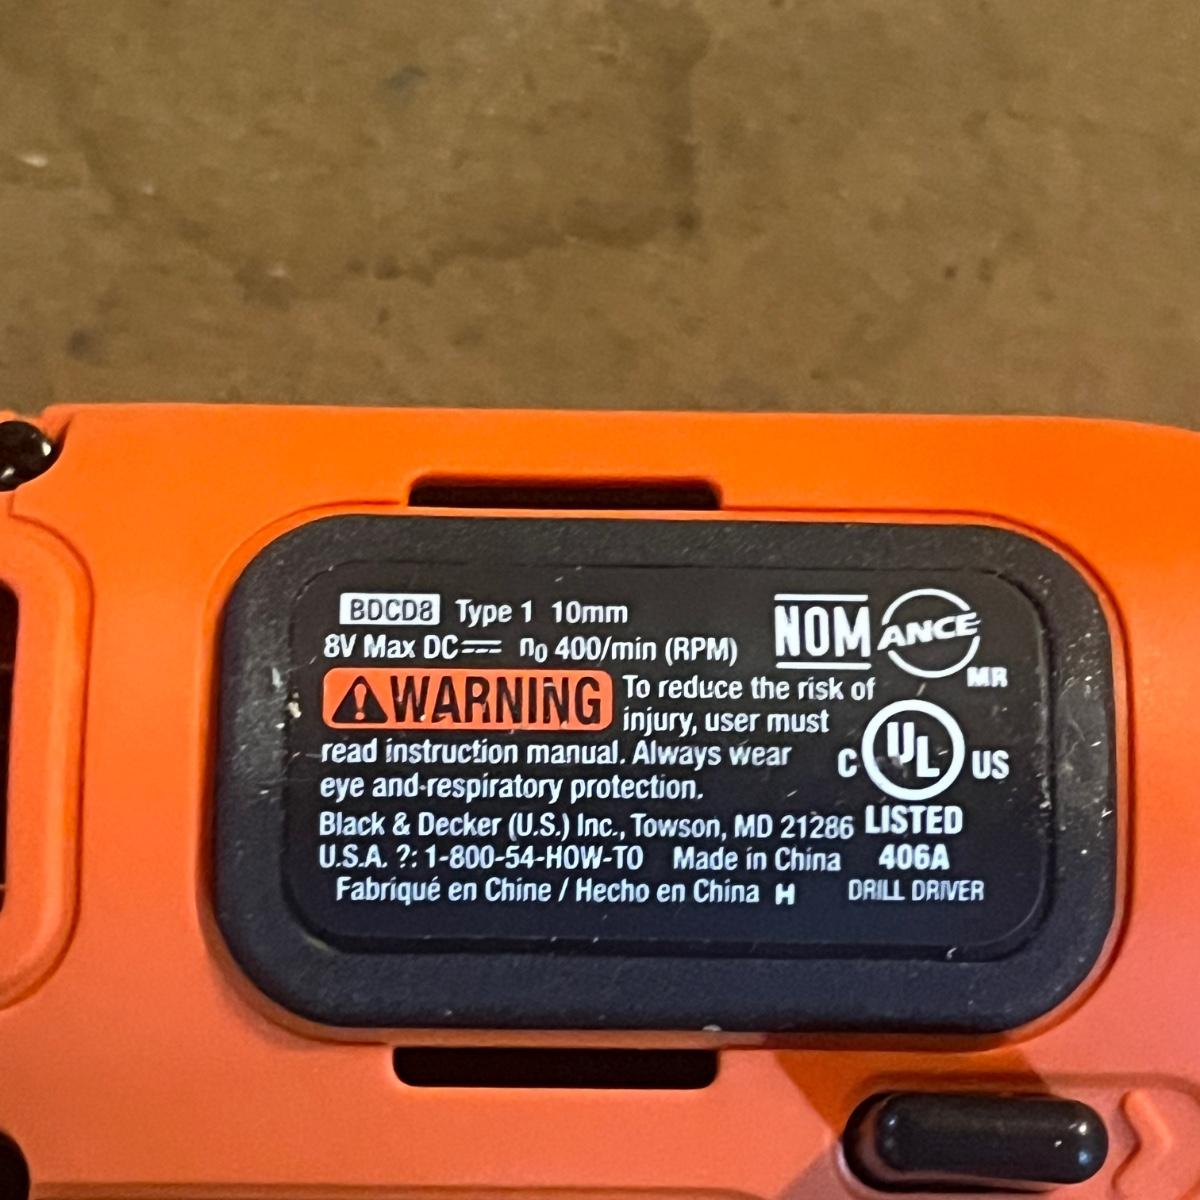 BDCD8 Type 1 10mm
8V Max DC n0 400/min (RPM)
NOM ANCE
MR
WARNING To reduce the risk of
injury, user must
read instruction manual. Always wear
eye and respiratory protection.
C UL US
LISTED
406A
DRILL DRIVER
Black & Decker (U.S.) Inc., Towson, MD 21286
U.S.A. ?: 1-800-54-HOW-TO Made in China
Fabriqué en Chine / Hecho en China H